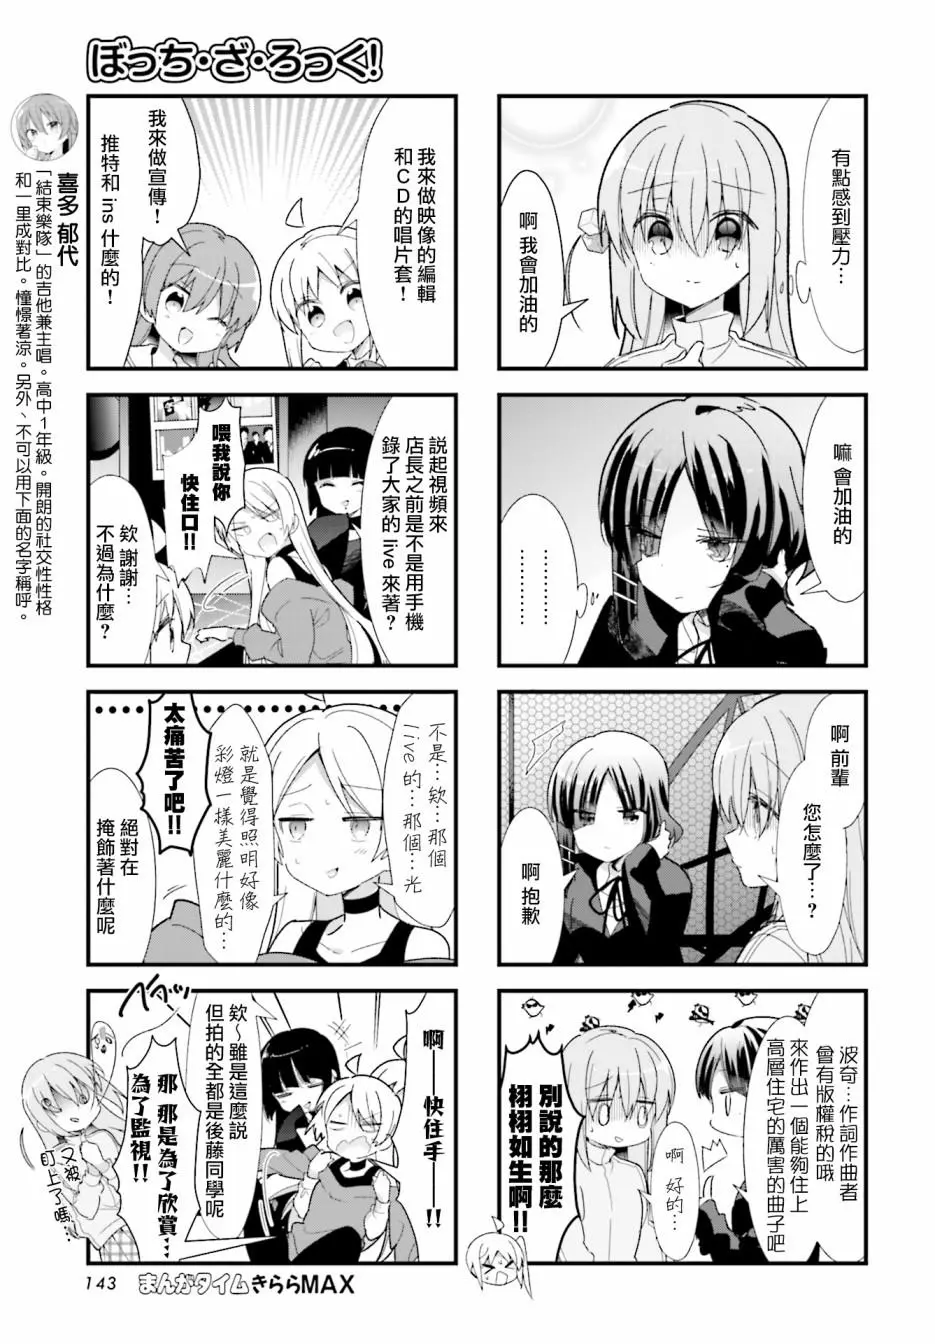 ぼっち・ざ・ろっく!
有點感到壓力…
啊 我會加油的
嘛 會加油的
………
………
啊 前輩
您怎麼了…?
啊 抱歉
波奇…作詞作曲者
曾有版權稅的哦
來作出一個能夠住上
高層住宅的厲害的曲子吧
啊 好的…
別說的那麼
栩栩如生啊!!
我來做映像的編輯
和CD的唱片套!
我來做宣傳!
推特和 ins 什麼的!
說起視頻來
店長之前是不是用手機
錄了大家的 live 來著?
喂我說你
快住口!!
欸 謝謝…
不過為什麼?
不是…欸…那個
live 的…那個…光
就是覺得照明好像
彩燈一樣美麗什麼的…
太痛苦了吧!!
絕對在
掩飾著什麼呢
啊——快住手——!!
欸~雖是這麼說
但拍的全都是後藤同學呢
那 那是為了欣賞…
為了監視!!
又被
盯上了嗎…
喜多 郁代
「結束樂隊」的吉他兼主唱。高中1年級。開朗的社交性性格
和一里成對比。憧憬著涼。另外、不可以用下面的名字稱呼。
143 まんがタイムきららMAX